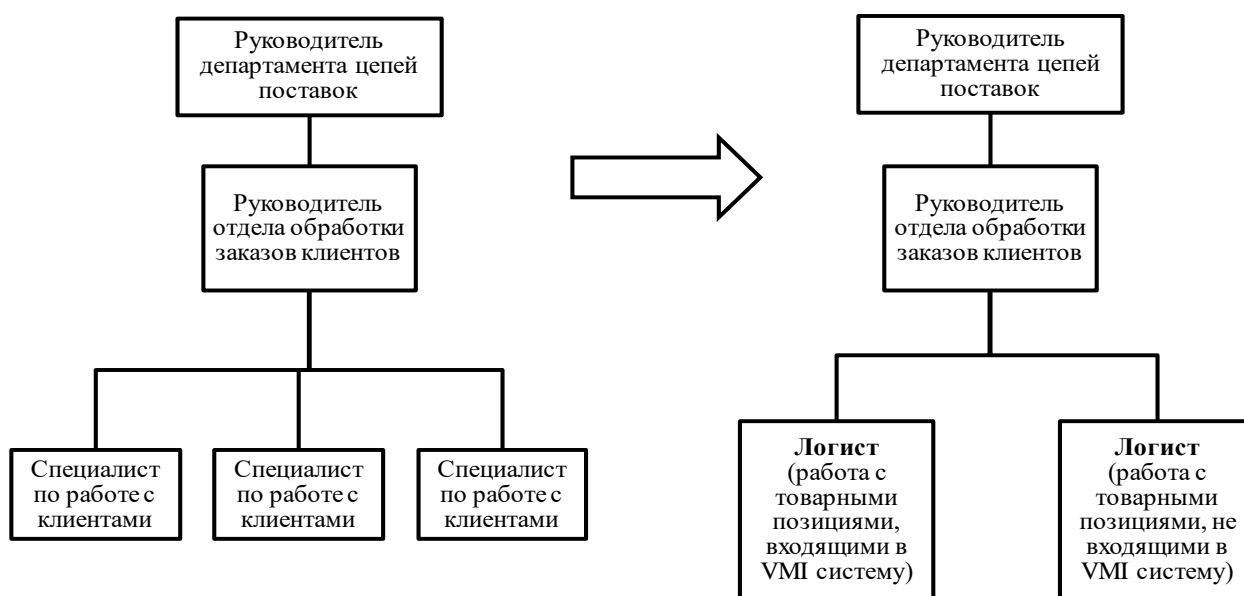 Руководитель
департамента цепей
поставок
Руководитель
отдела обработки
заказов клиентов
Специалист
по работе с
клиентами
Специалист
по работе с
клиентами
Специалист
по работе с
клиентами
Руководитель
департамента цепей
поставок
Руководитель
отдела обработки
заказов клиентов
Логист
(работа с
товарными
позициями,
входящими в
VMI систему)
Логист
(работа с
товарными
позициями, не
входящими в
VMI систему)